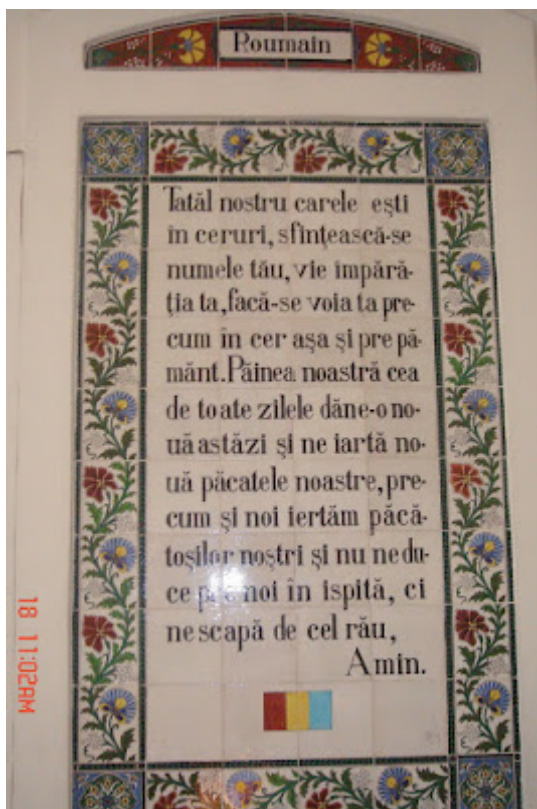 Roumain
Tatăl nostru carele ești
în ceruri, sfințească-se
numele tău, vie împără-
ția ta, facă-se voia ta pre-
cum în cer așa și pre pă-
mănt. Păinea noastră cea
de toate zilele dăne-o no-
uă astăzi și ne iartă no-
uă păcatele noastre, pre-
cum și noi iertăm păcă-
toșilor noștri și nu ne du-
ce pre noi în ispită, ci
ne scapă de cel rău,
Amin.
18 11:02AM